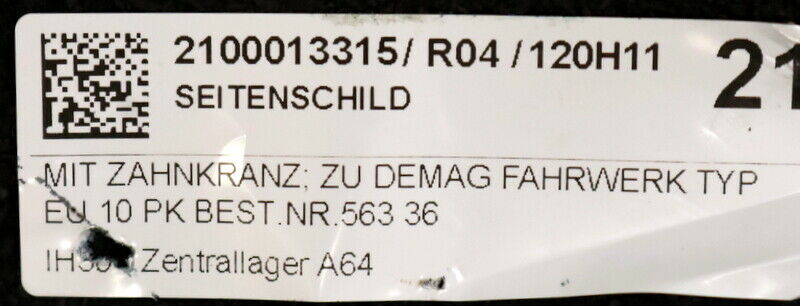 2100013315/ R04 /120H11
21
SEITENSCHILD
MIT ZAHNKRANZ; ZU DEMAG FAHRWERK TYP
EU 10 PK BEST.NR.563 36
Zentrallager A64